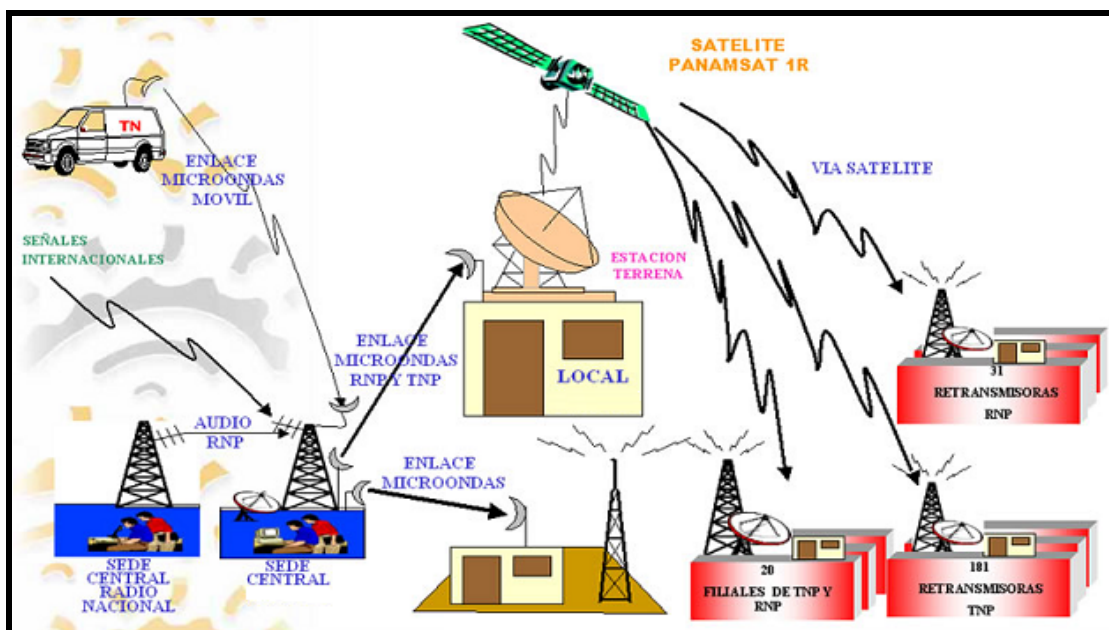 SATELITE
PANAMSAT 1R
TN
ENLACE
MICROONDAS
MOVIL
VIA SATELITE
SEÑALES
INTERNACIONALES
ESTACION
TERRENA
ENLACE
MICROONDAS
RNP Y TNP
LOCAL
31
RETRANSMISORAS
RNP
AUDIO
RNP
ENLACE
MICROONDAS
SEDE
CENTRAL
RADIO
NACIONAL
SEDE
CENTRAL
20
FILIALES DE TNP Y
RNP
181
RETRANSMISORAS
TNP